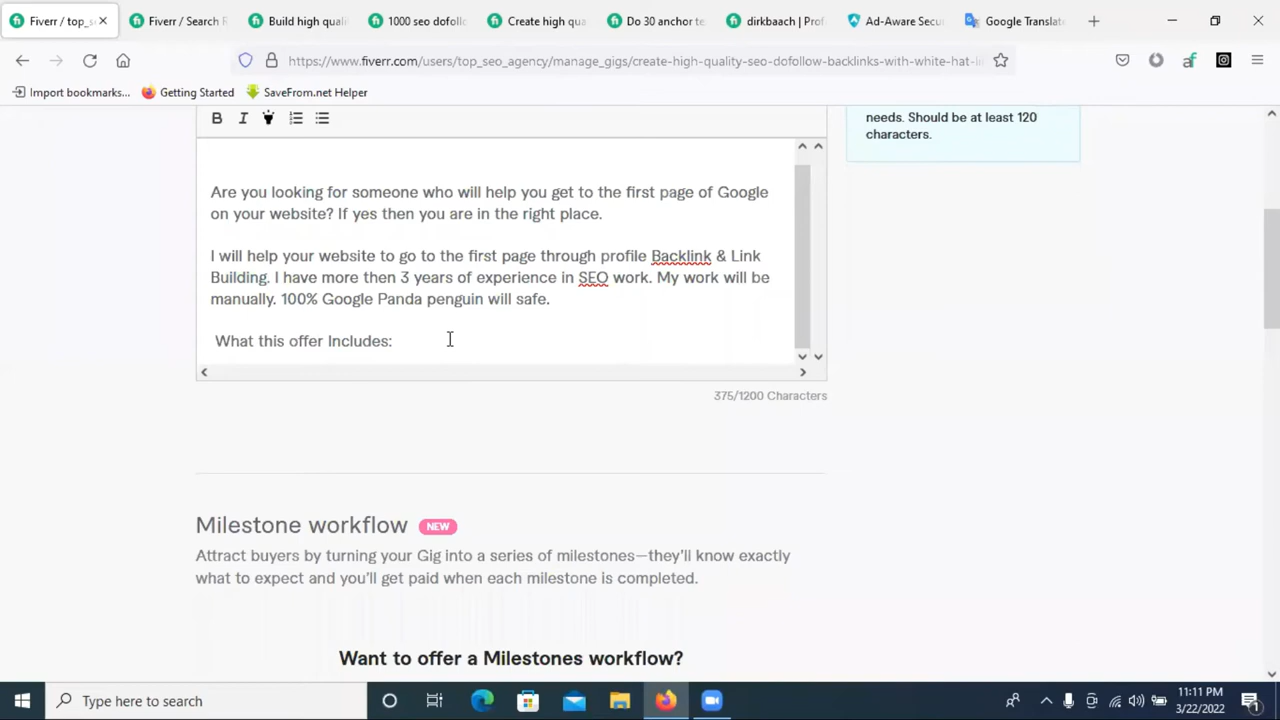 Fiverr / top_s
Fiverr / Search R
Build high quali
1000 seo dofollo
Create high qua
Do 30 anchor te
dirkbaach | Prof
Ad-Aware Secu
Google Translat
https://www.fiverr.com/users/top_seo_agency/manage_gigs/create-high-quality-seo-dofollow-backlinks-with-white-hat-li
Import bookmarks...
Getting Started
SaveFrom.net Helper
B I
needs. Should be at least 120
characters.
Are you looking for someone who will help you get to the first page of Google
on your website? If yes then you are in the right place.
I will help your website to go to the first page through profile Backlink & Link
Building. I have more then 3 years of experience in SEO work. My work will be
manually. 100% Google Panda penguin will safe.
What this offer Includes:
375/1200 Characters
Milestone workflow NEW
Attract buyers by turning your Gig into a series of milestones—they'll know exactly
what to expect and you'll get paid when each milestone is completed.
Want to offer a Milestones workflow?
Type here to search
11:11 PM
3/22/2022
1